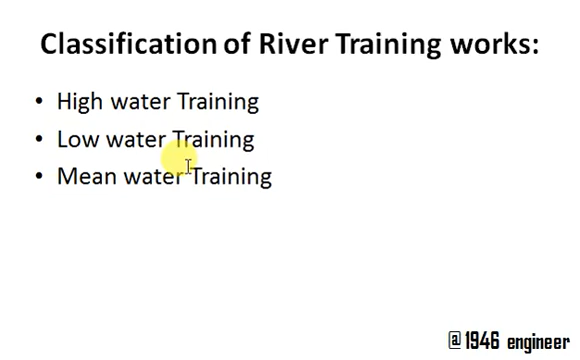 Classification of River Training works:
• High water Training
• Low water Training
• Mean water Training
@1946 engineer